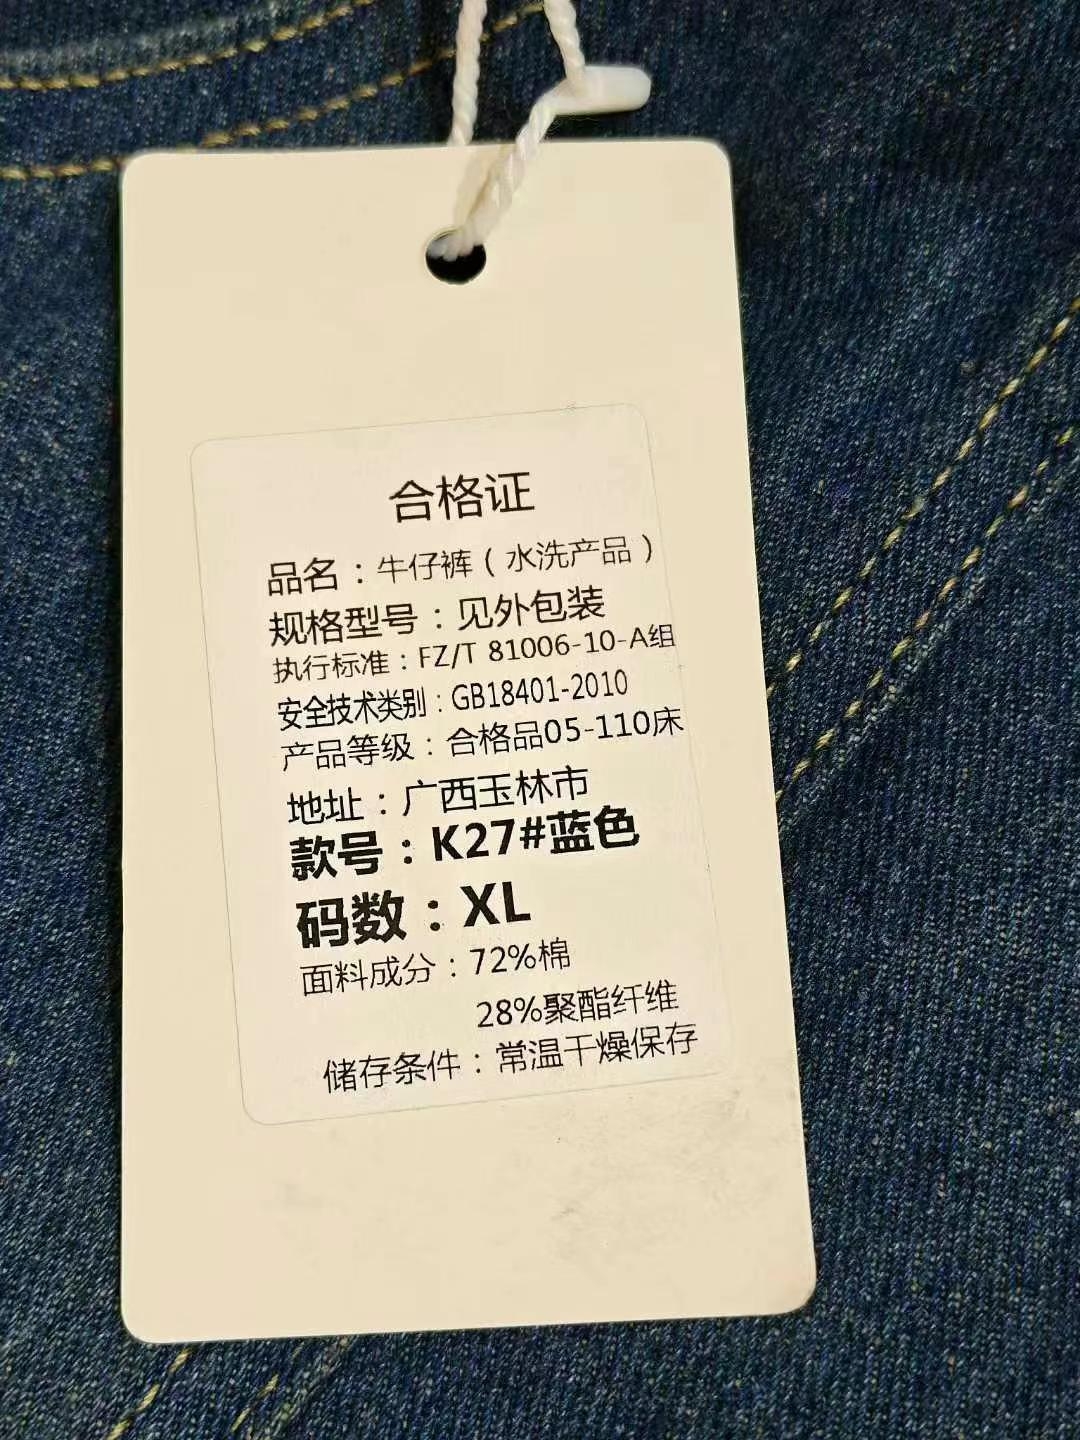 合格证
品名：牛仔裤（水洗产品）
规格型号：见外包装
执行标准：FZ/T 81006-10-A组
安全技术类别：GB18401-2010
产品等级：合格品05-110床
地址：广西玉林市
款号：K27#蓝色
码数：XL
面料成分：72%棉
28%聚酯纤维
储存条件：常温干燥保存